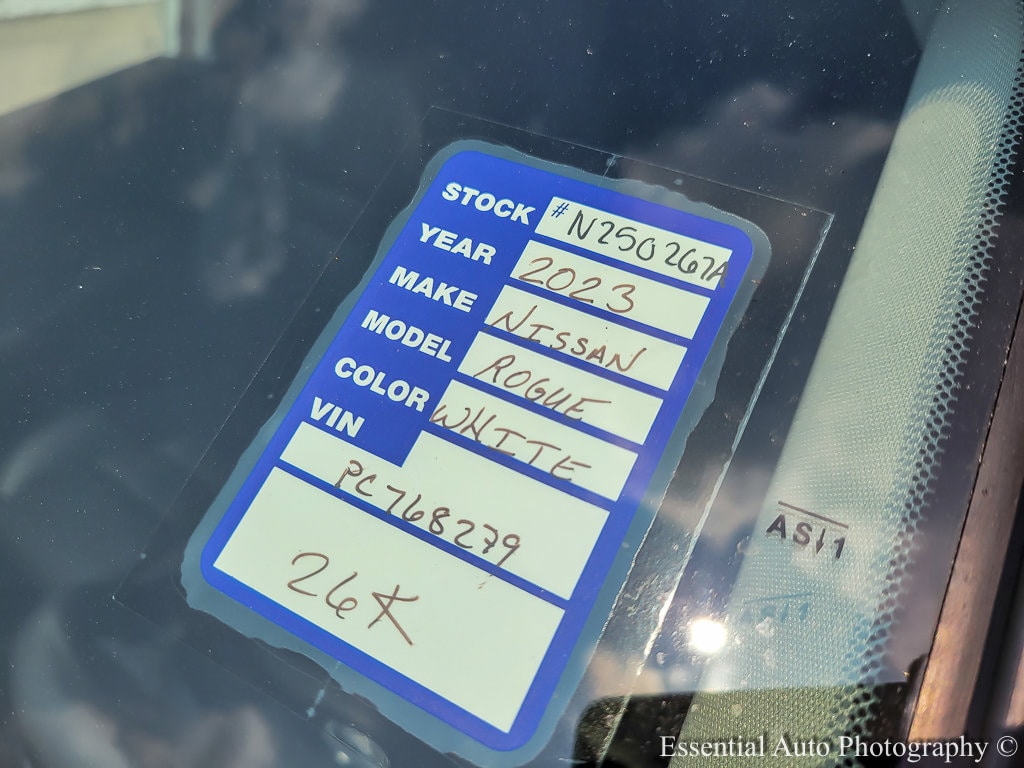 STOCK # N250267A
YEAR 2023
MAKE NISSAN
MODEL ROGUE
COLOR WHITE
VIN
PC768279
26K
AS11
Essential Auto Photography ©